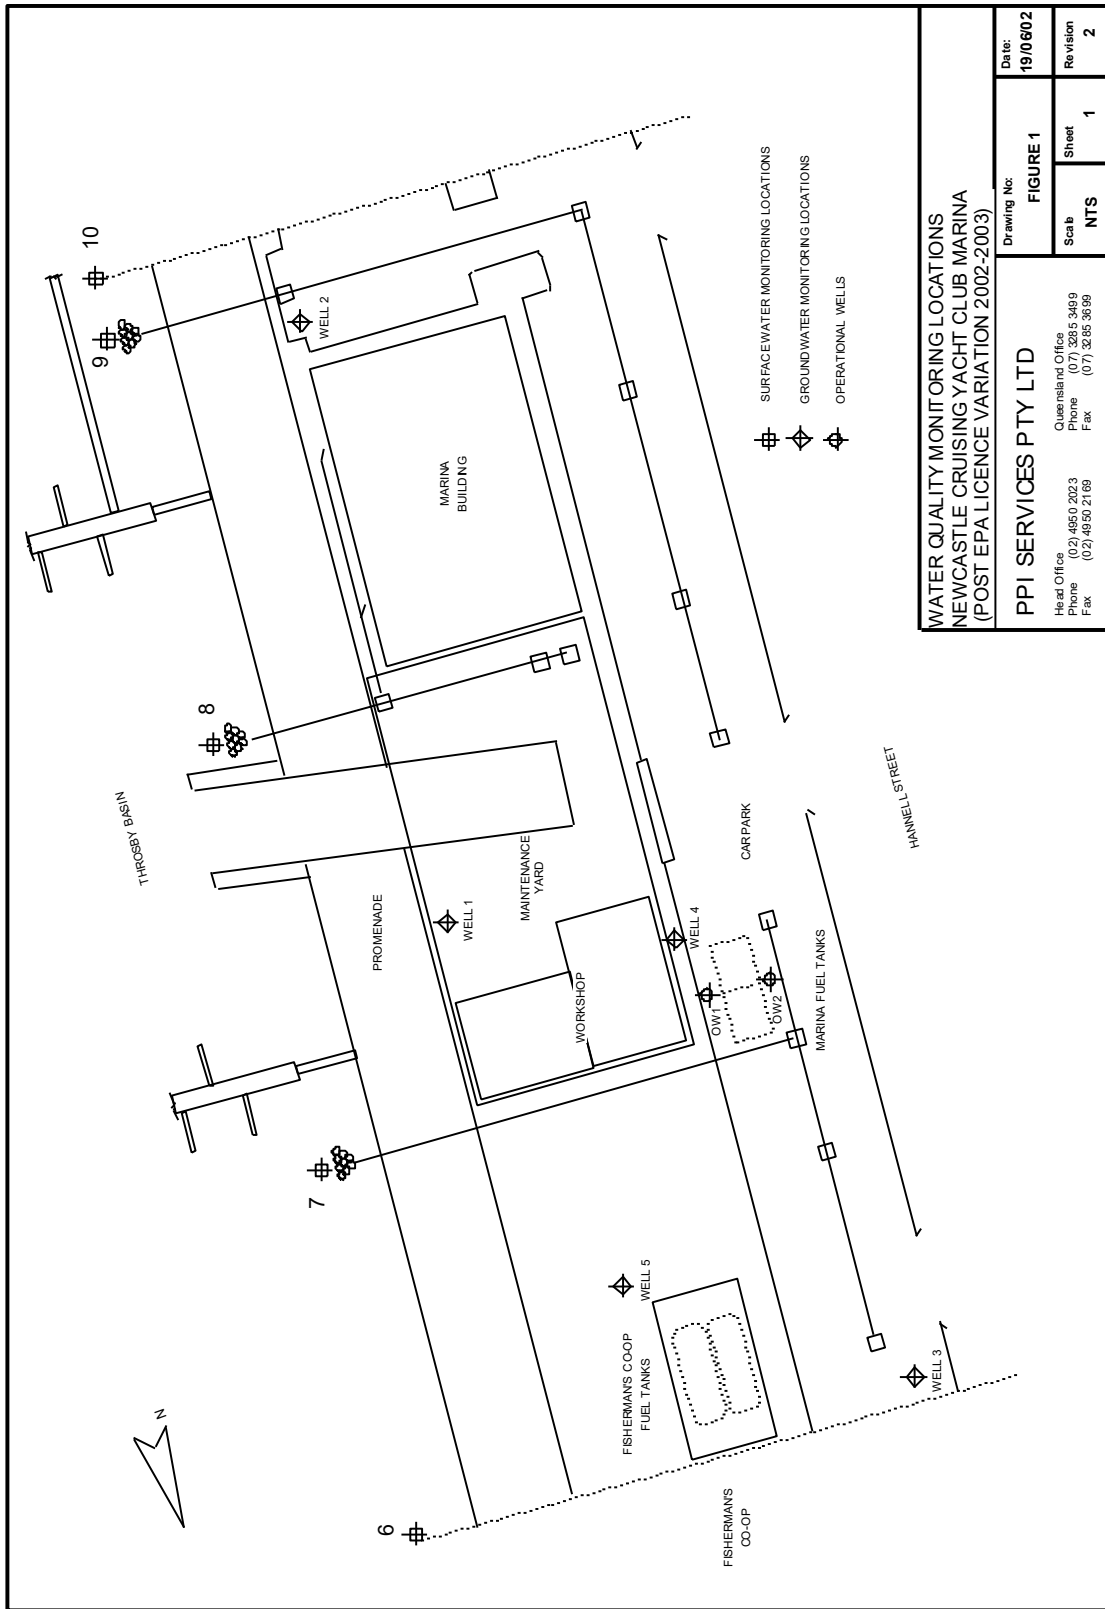 10
9
8
7
6
THROSBY BASIN
PROMENADE
WELL 2
MARINA
BUILDING
WELL 1
MAINTENANCE
YARD
WORKSHOP
WELL 4
OW1
OW2
CARPARK
MARINA FUEL TANKS
HANNELL STREET
WELL 5
FISHERMAN'S CO-OP
FUEL TANKS
WELL 3
FISHERMAN'S
CO-OP
N
SURFACEWATER MONITORING LOCATIONS
GROUNDWATER MONITORING LOCATIONS
OPERATIONAL WELLS
WATER QUALITY MONITORING LOCATIONS
NEWCASTLE CRUISING YACHT CLUB MARINA
(POST EPA LICENCE VARIATION 2002-2003)
PPI SERVICES PTY LTD
Head Office
Phone (02) 4950 2023
Fax (02) 4950 2169
Queensland Office
Phone (07) 3285 3499
Fax (07) 3285 3699
Drawing No:
FIGURE 1
Date:
19/06/02
Scale
NTS
Sheet
1
Revision
2